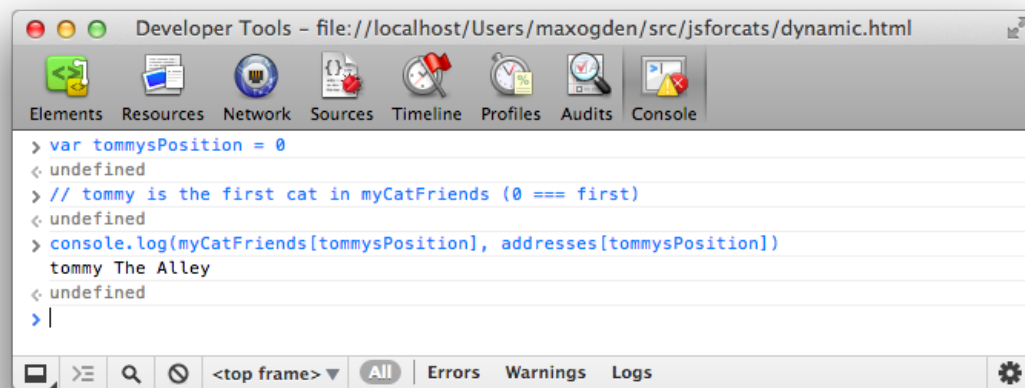 Developer Tools – file://localhost/Users/maxogden/src/jsforcats/dynamic.html
Elements Resources Network Sources Timeline Profiles Audits Console
> var tommysPosition = 0
undefined
> // tommy is the first cat in myCatFriends (0 === first)
undefined
> console.log(myCatFriends[tommysPosition], addresses[tommysPosition])
tommy The Alley
undefined
>
<top frame> ▼ All Errors Warnings Logs